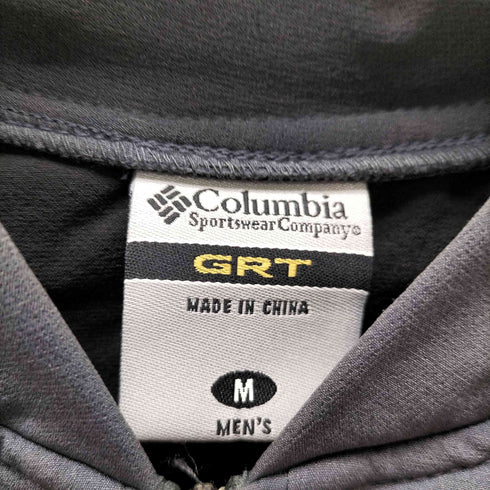 Columbia
Sportswear Company®
GRT
MADE IN CHINA
M
MEN'S